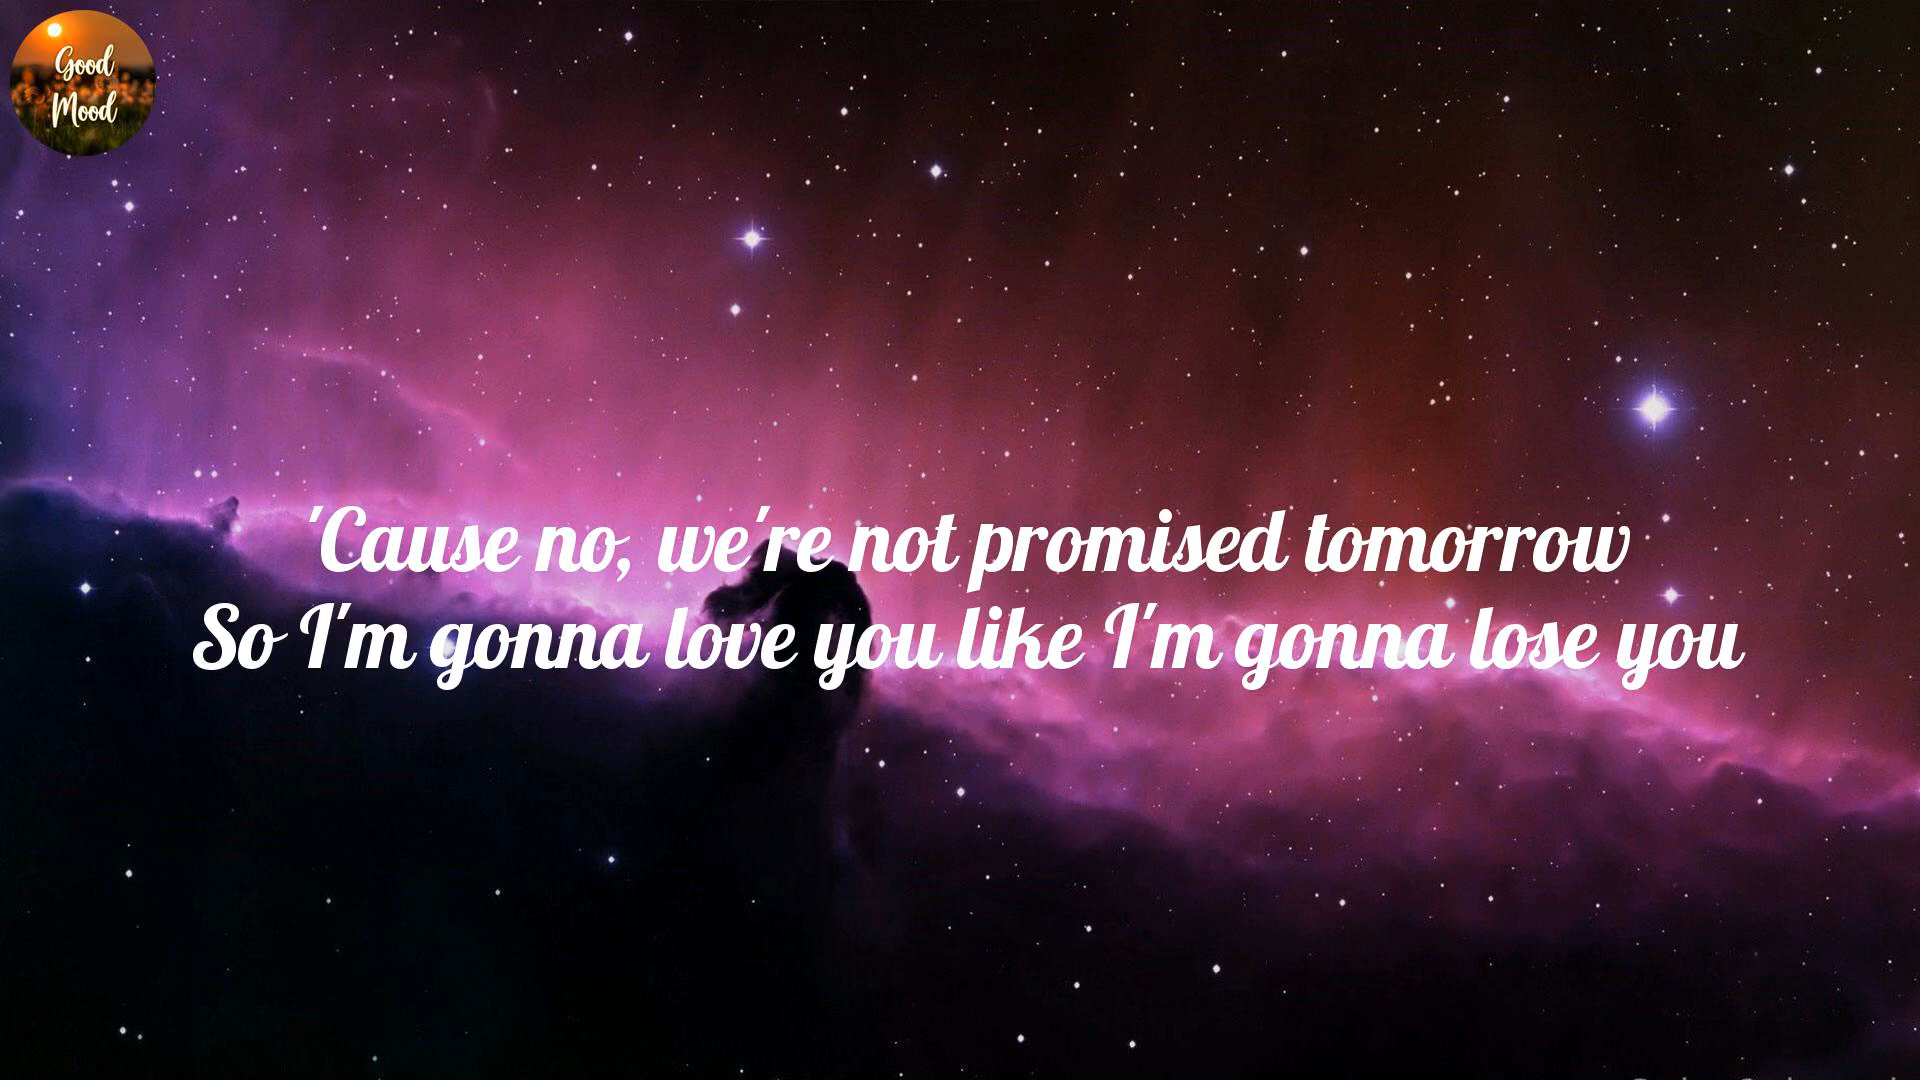 Good
Mood
'Cause no, we're not promised tomorrow
So I'm gonna love you like I'm gonna lose you